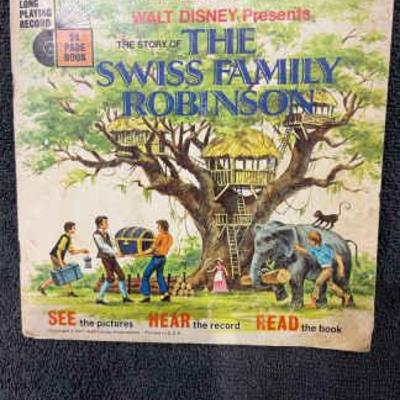 LONG
PLAYING
RECORD
24 PAGE
BOOK
WALT DISNEY Presents
THE STORY OF THE
SWISS FAMILY
ROBINSON
SEE the pictures HEAR the record READ the book